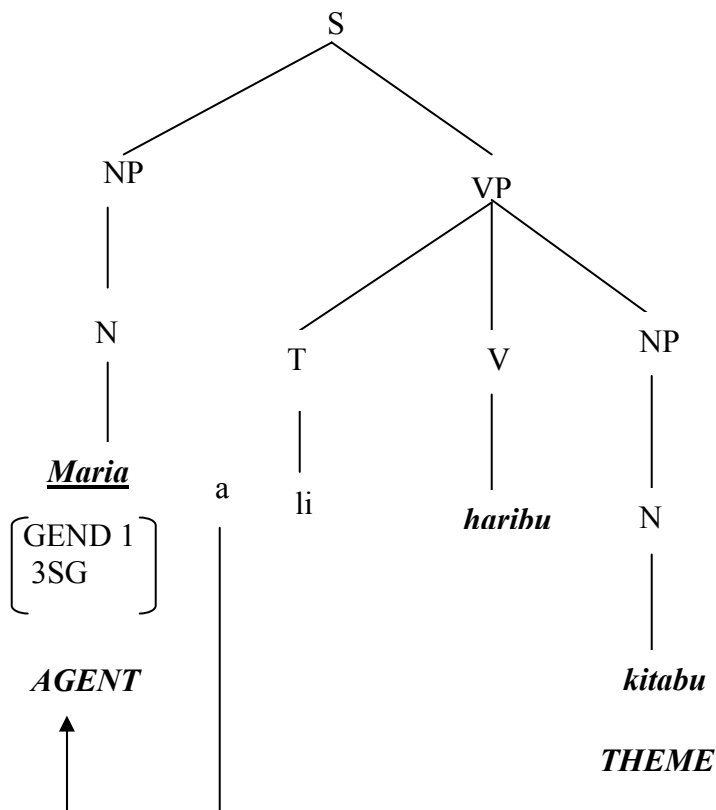 S
NP VP
N T V NP
Maria a li haribu N
GEND 1
3SG
AGENT kitabu
THEME